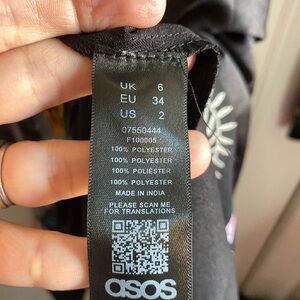 UK 6
EU 34
US 2
07550444
F100005
100% POLYESTER
100% POLYESTER
100% POLIÉSTER
100% POLYESTER
MADE IN INDIA
PLEASE SCAN ME
FOR TRANSLATIONS
asos